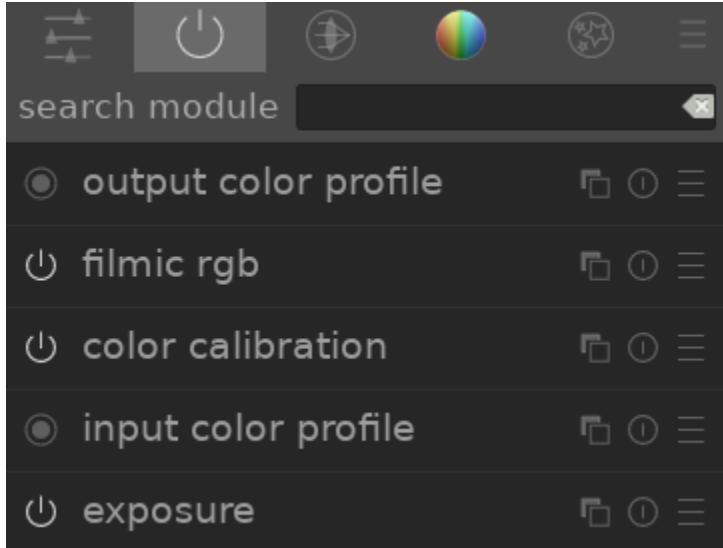 search module
output color profile
filmic rgb
color calibration
input color profile
exposure